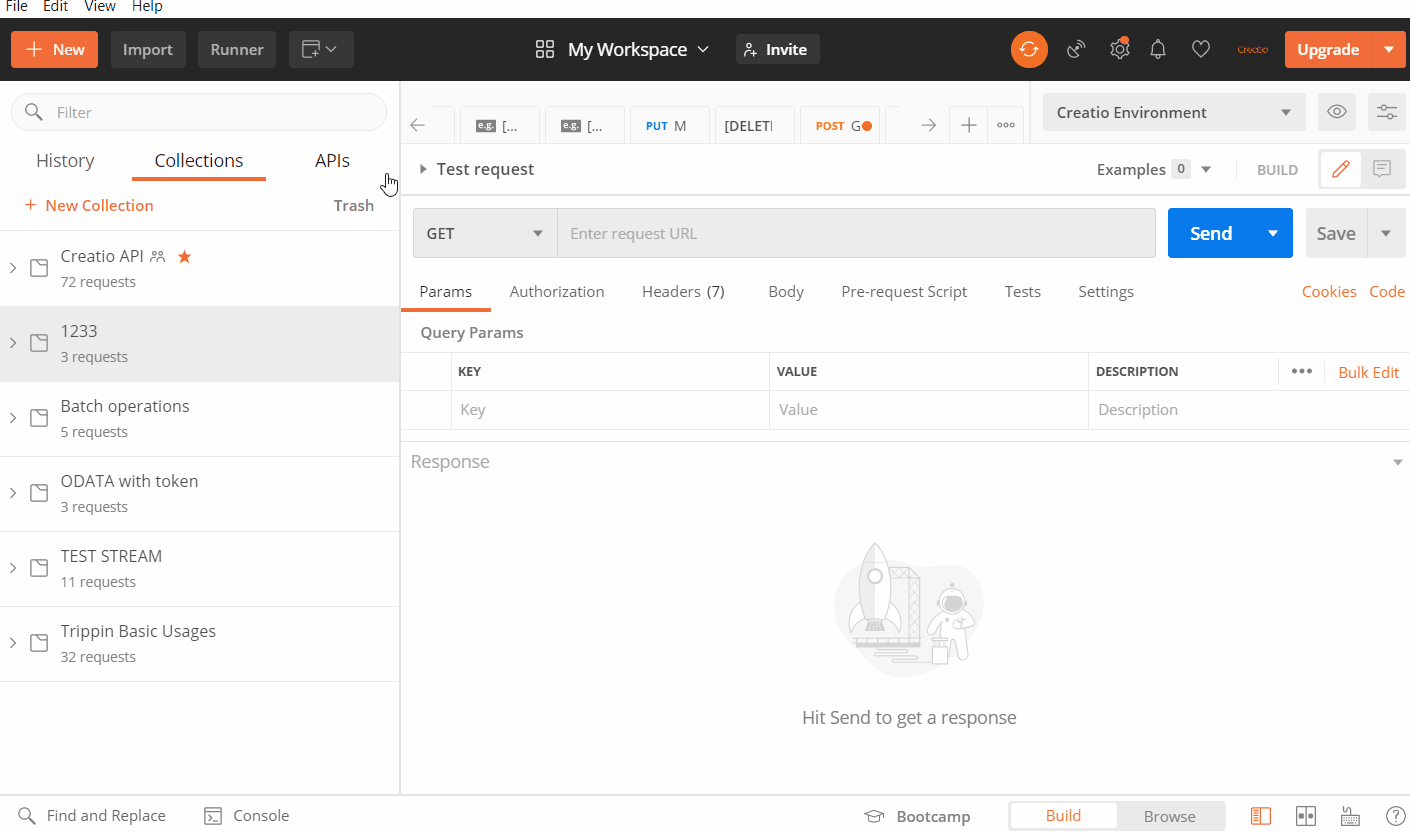 File Edit View Help
+ New Import Runner My Workspace Invite Creatio Upgrade
Filter
History Collections APIs
+ New Collection Trash
Creatio API
72 requests
1233
3 requests
Batch operations
5 requests
ODATA with token
3 requests
TEST STREAM
11 requests
Trippin Basic Usages
32 requests
e.g. [... e.g. [... PUT M [DELETI POST G
Creatio Environment
Test request Examples 0 BUILD
GET Enter request URL Send Save
Params Authorization Headers (7) Body Pre-request Script Tests Settings Cookies Code
Query Params
KEY VALUE DESCRIPTION ••• Bulk Edit
Key Value Description
Response
Hit Send to get a response
Find and Replace Console Bootcamp Build Browse